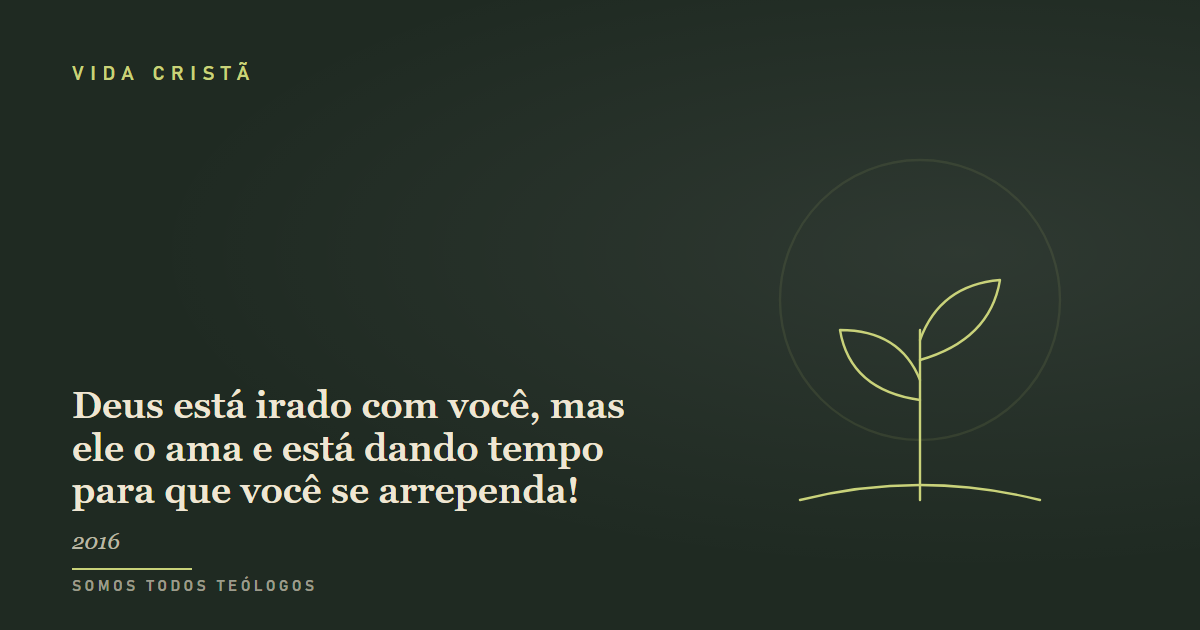 VIDA CRISTÃ
Deus está irado com você, mas
ele o ama e está dando tempo
para que você se arrependa!
2016
SOMOS TODOS TEÓLOGOS